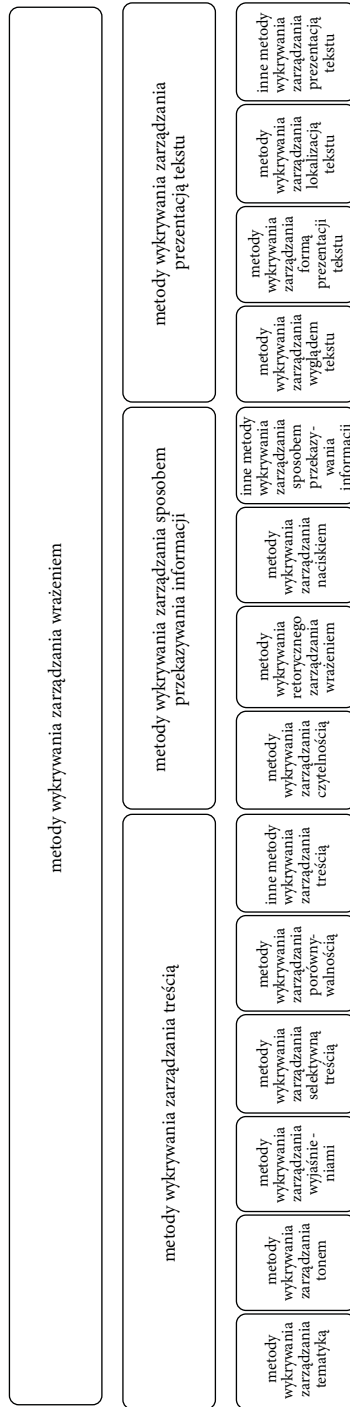 metody wykrywania zarządzania wrażeniem
metody wykrywania zarządzania treścią
metody wykrywania zarządzania sposobem
przekazywania informacji
metody wykrywania zarządzania
prezentacją tekstu
metody
wykrywania
zarządzania
tematyką
metody
wykrywania
zarządzania
tonem
metody
wykrywania
zarządzania
wyjaśnie-
niami
metody
wykrywania
zarządzania
selektywną
treścią
metody
wykrywania
zarządzania
porówny-
walnością
inne metody
wykrywania
zarządzania
treścią
metody
wykrywania
zarządzania
czytelnością
metody
wykrywania
retorycznego
zarządzania
wrażeniem
metody
wykrywania
zarządzania
naciskiem
inne metody
wykrywania
zarządzania
sposobem
przekazy-
wania
informacji
metody
wykrywania
zarządzania
wyglądem
tekstu
metody
wykrywania
zarządzania
formą
prezentacji
tekstu
metody
wykrywania
zarządzania
lokalizacją
tekstu
inne metody
wykrywania
zarządzania
prezentacją
tekstu